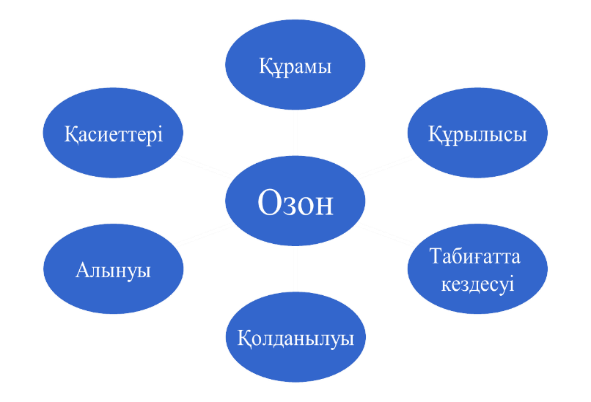 Құрамы
Қасиеттері
Құрылысы
Озон
Алынуы
Табиғатта
кездесуі
Қолданылуы